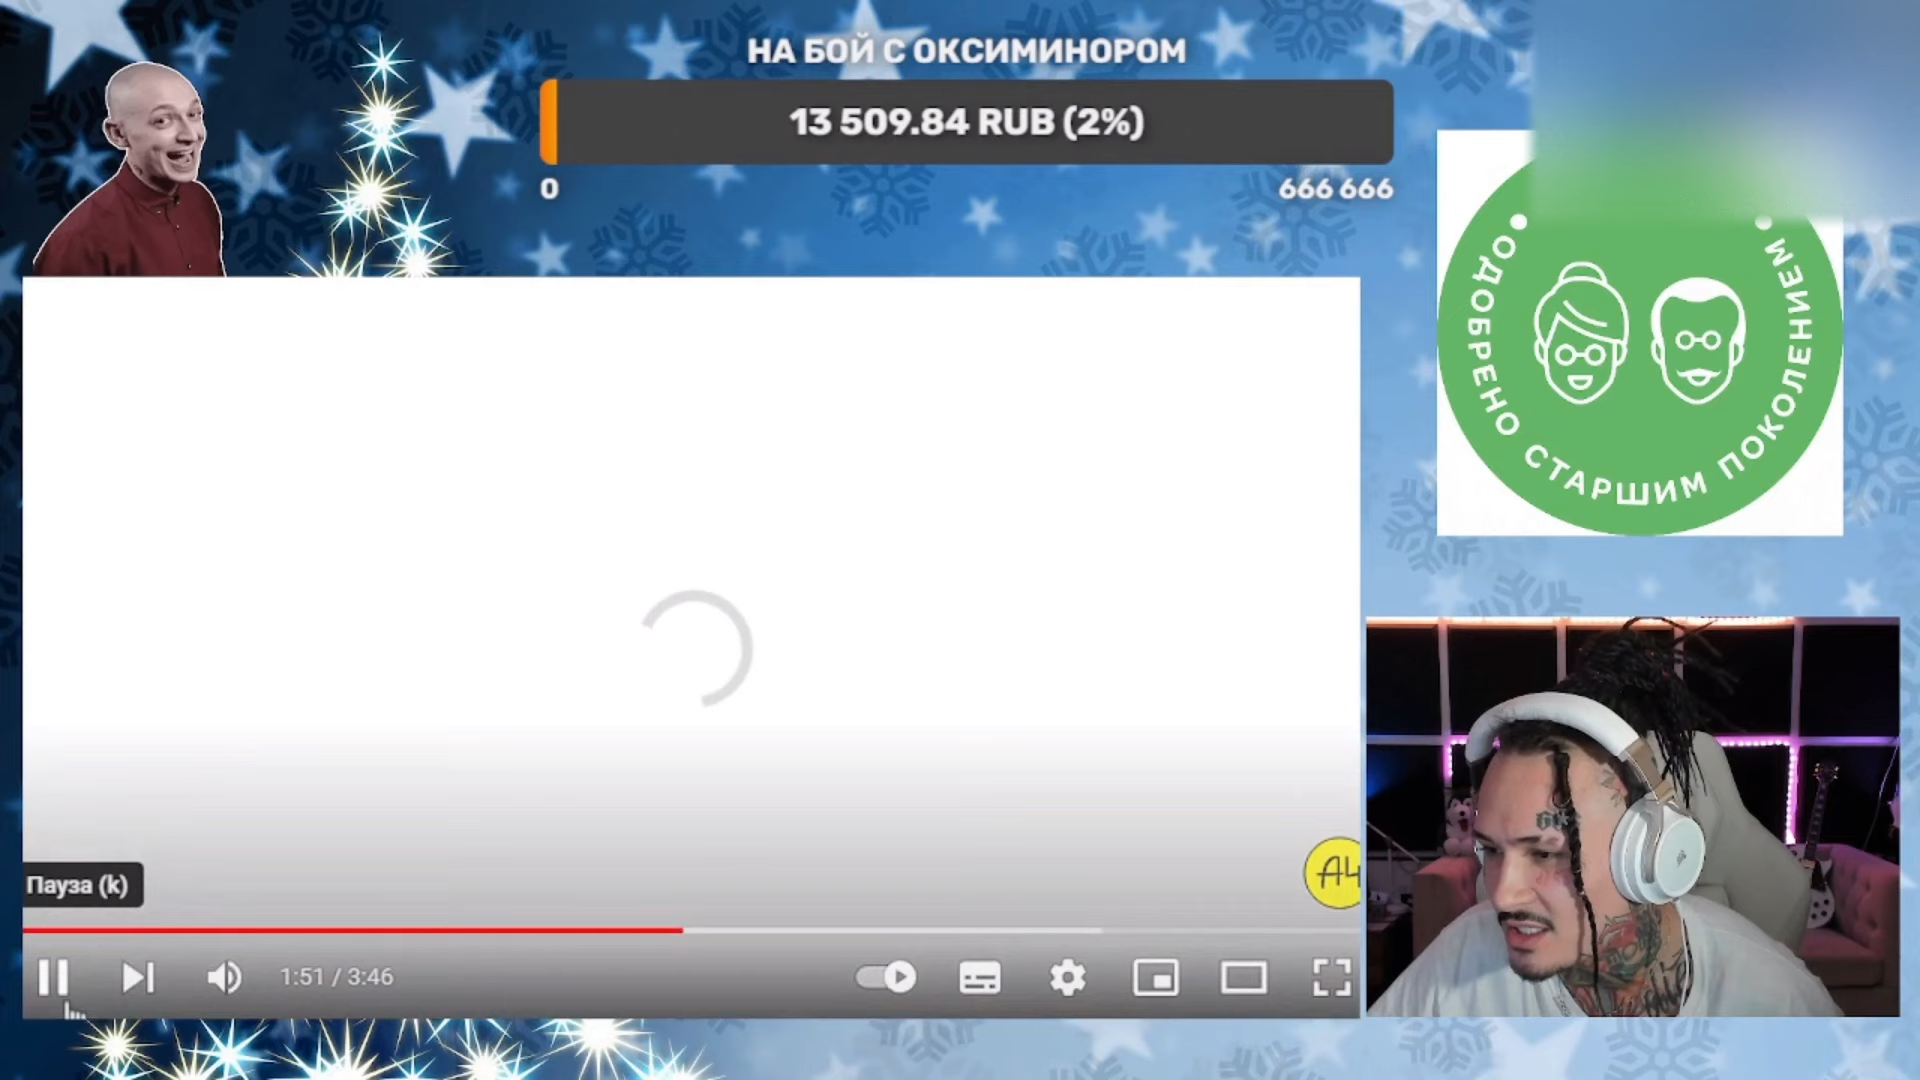 НА БОЙ С ОКСИМИНОРОМ
13 509.84 RUB (2%)
0
666 666
ОДОБРЕНО СТАРШИМ ПОКОЛЕНИЕМ
Пауза (k)
A4
1:51 / 3:46